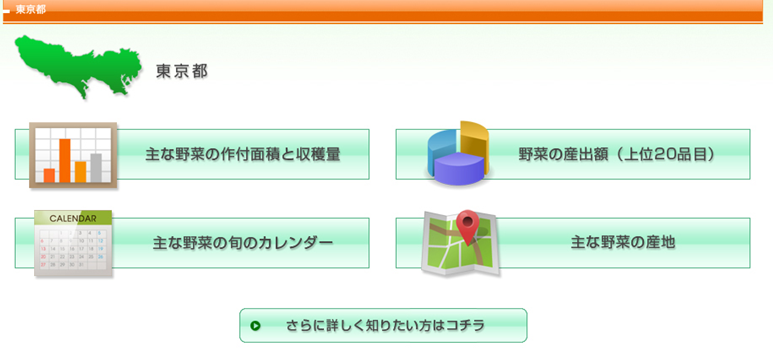 東京都
東京都
主な野菜の作付面積と収穫量
野菜の産出額（上位20品目）
CALENDAR
主な野菜の旬のカレンダー
主な野菜の産地
さらに詳しく知りたい方はコチラ